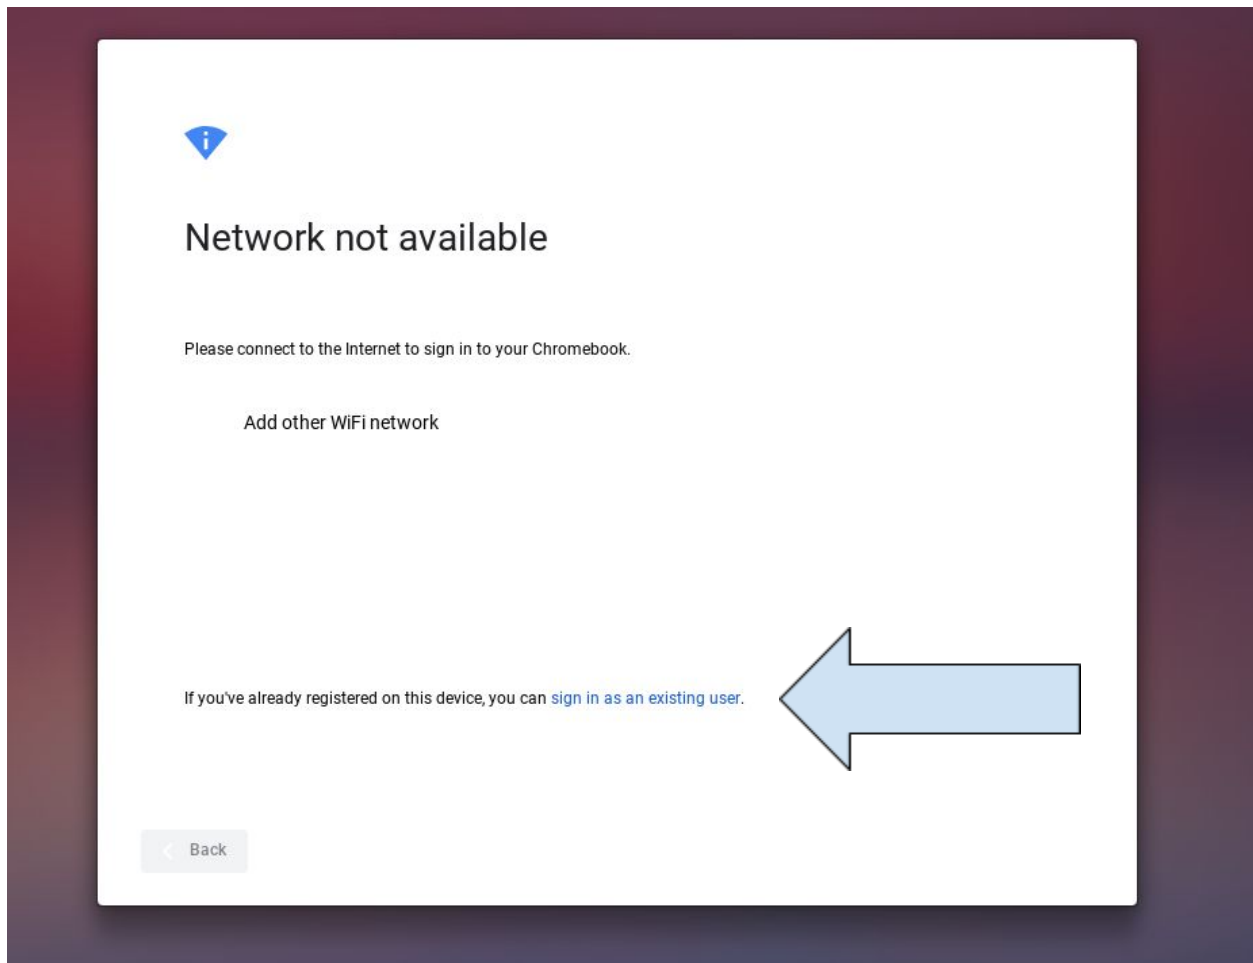 Network not available
Please connect to the Internet to sign in to your Chromebook.
Add other WiFi network
If you've already registered on this device, you can sign in as an existing user.
Back